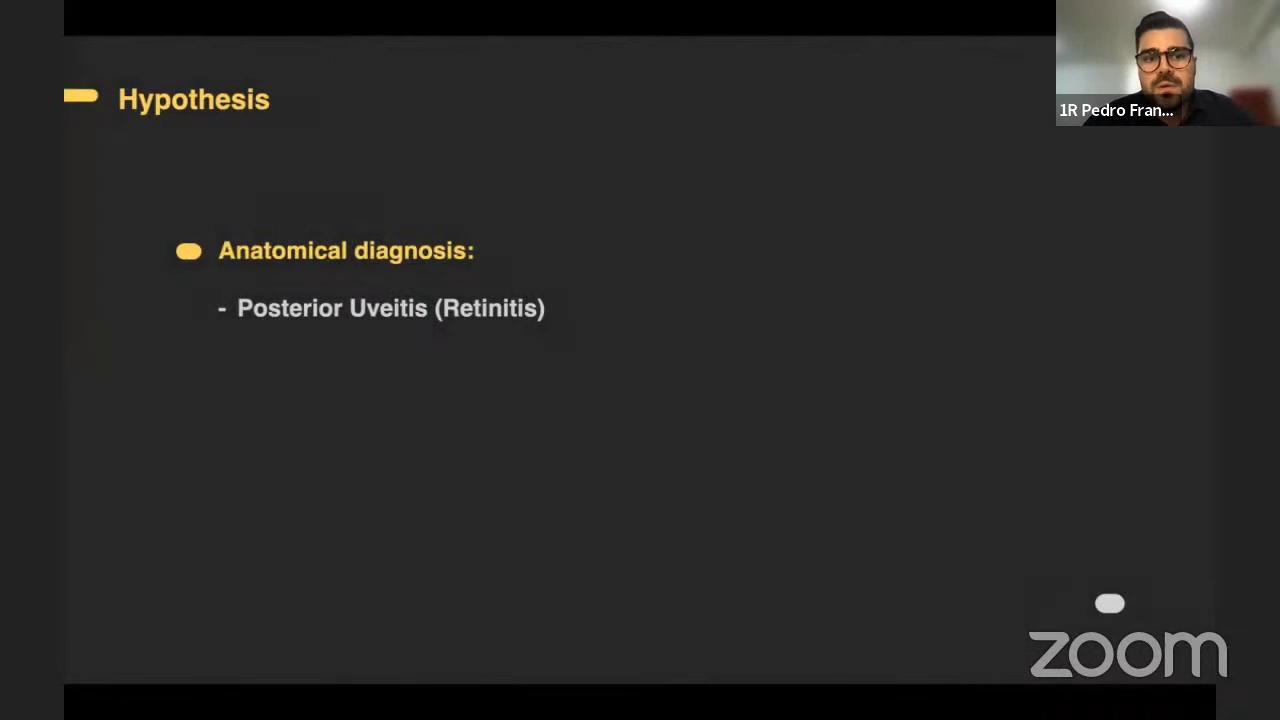 Hypothesis
1R Pedro Fran...
Anatomical diagnosis:
- Posterior Uveitis (Retinitis)
zoom